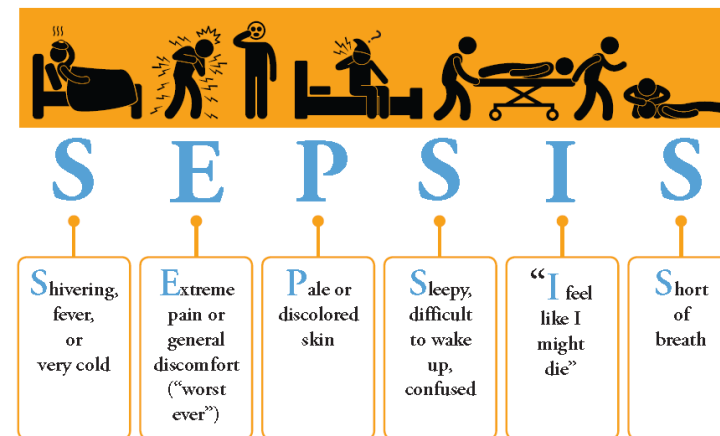 S E P S I S
Shivering,
fever,
or
very cold
Extreme
pain or
general
discomfort
(“worst
ever”)
Pale or
discolored
skin
Sleepy,
difficult
to wake
up,
confused
“I feel
like I
might
die”
Short
of
breath